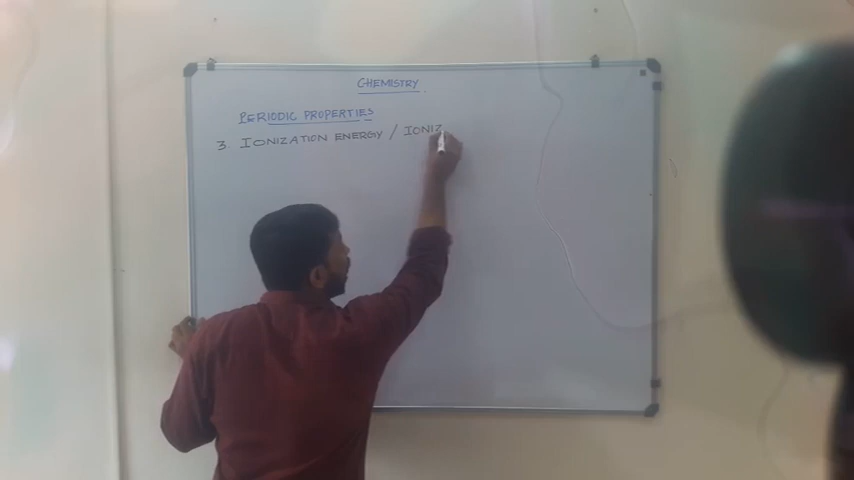 CHEMISTRY
PERIODIC PROPERTIES
3. IONIZATION ENERGY / IONIZ